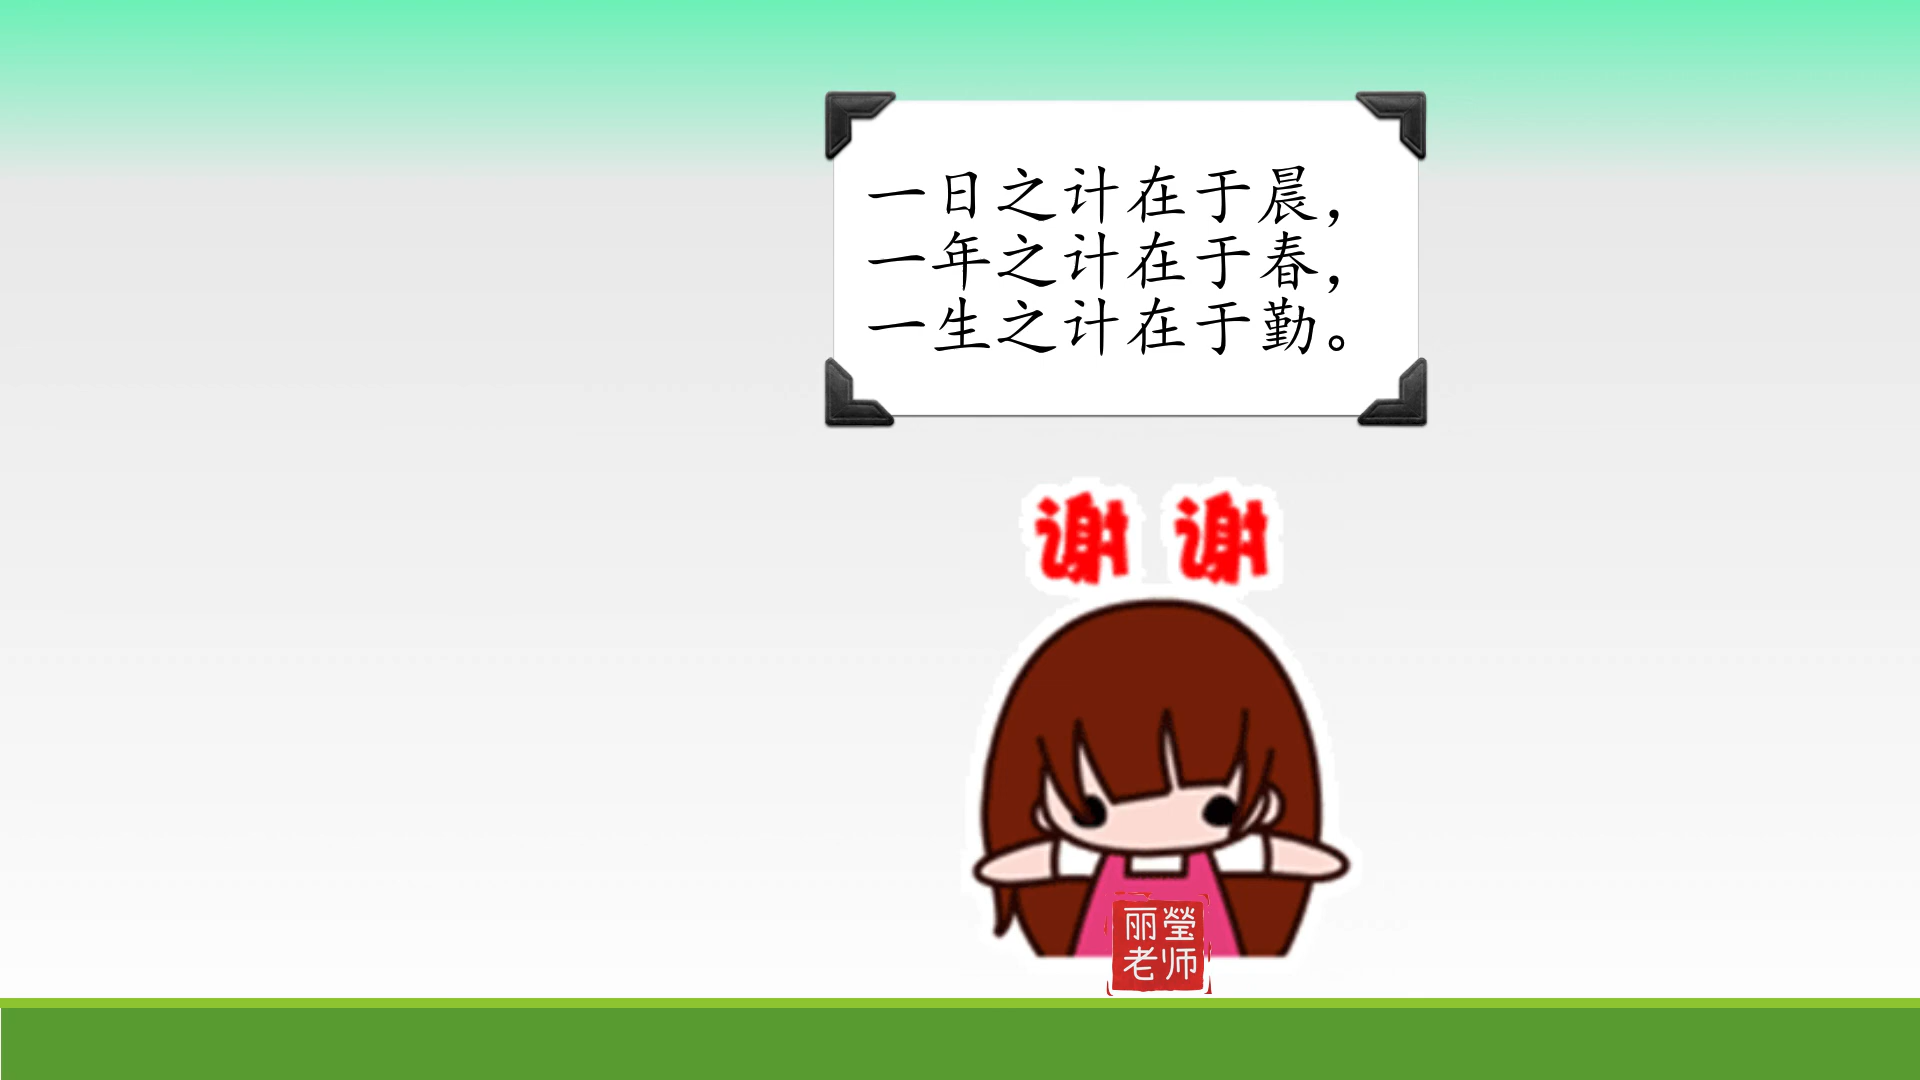 一日之计在于晨，
一年之计在于春，
一生之计在于勤。
谢谢
丽瑩
老师